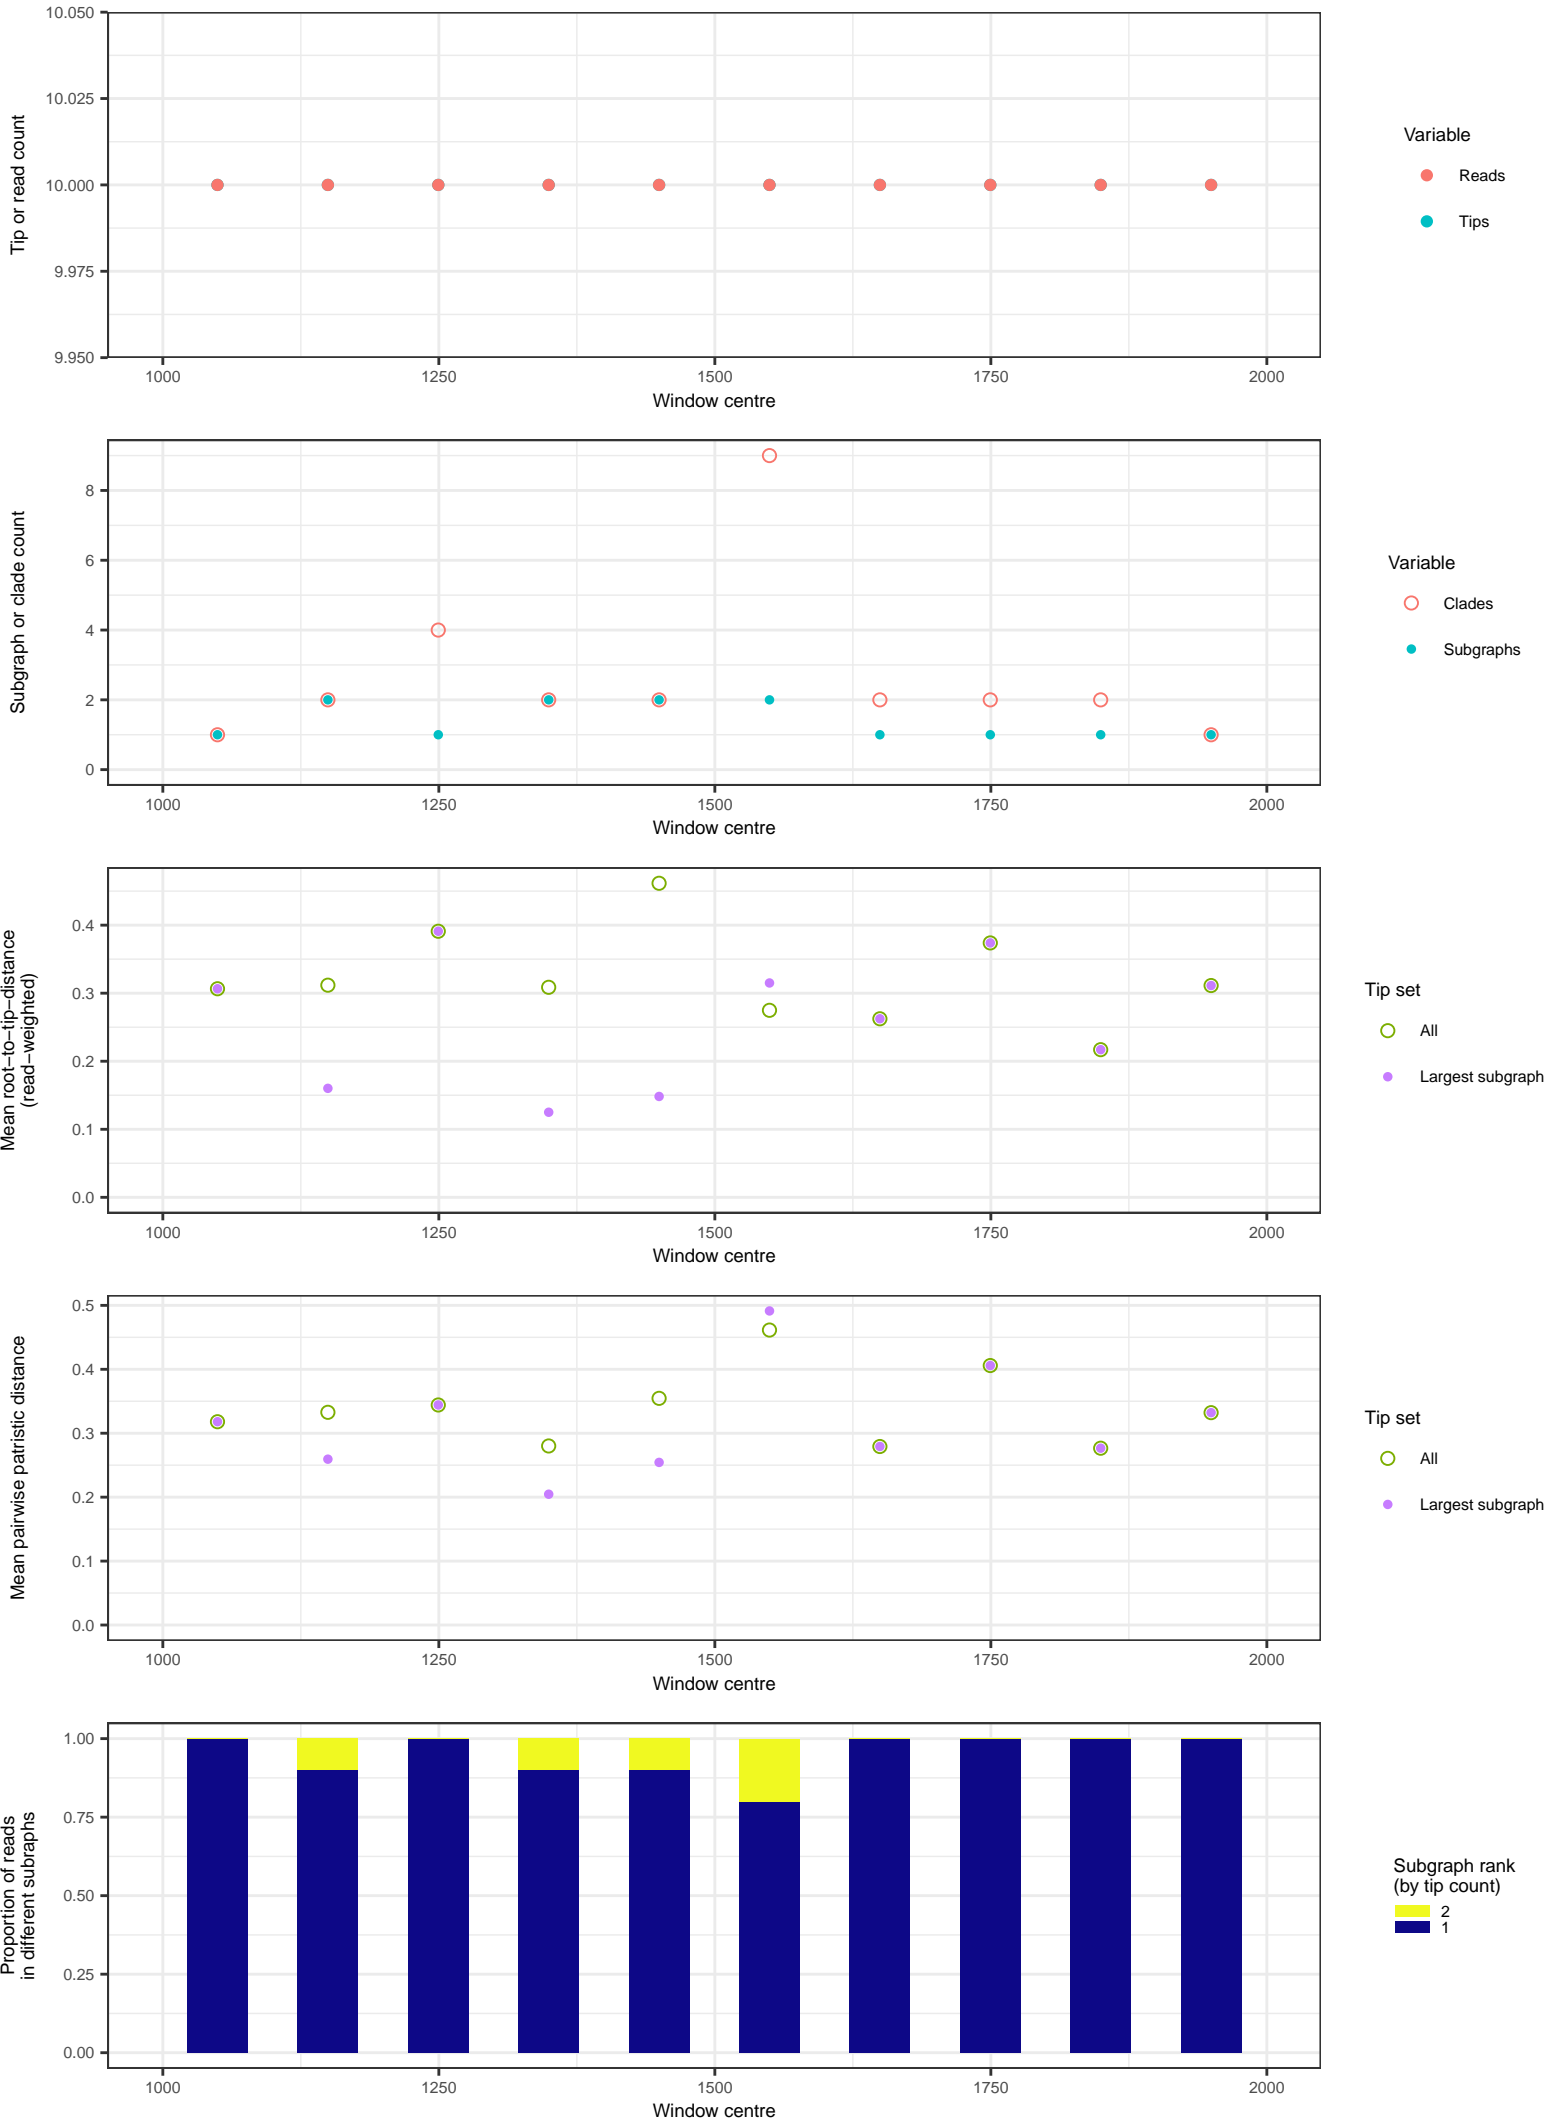 10.050
10.025
10.000
9.975
9.950
Tip or read count
1000 1250 1500 1750 2000
Window centre
Variable
Reads
Tips
8
6
4
2
0
Subgraph or clade count
1000 1250 1500 1750 2000
Window centre
Variable
Clades
Subgraphs
0.4
0.3
0.2
0.1
0.0
Mean root−to−tip−distance
(read−weighted)
1000 1250 1500 1750 2000
Window centre
Tip set
All
Largest subgraph
0.5
0.4
0.3
0.2
0.1
0.0
Mean pairwise patristic distance
1000 1250 1500 1750 2000
Window centre
Tip set
All
Largest subgraph
1.00
0.75
0.50
0.25
0.00
Proportion of reads
in different subraphs
1000 1250 1500 1750 2000
Window centre
Subgraph rank
(by tip count)
2
1